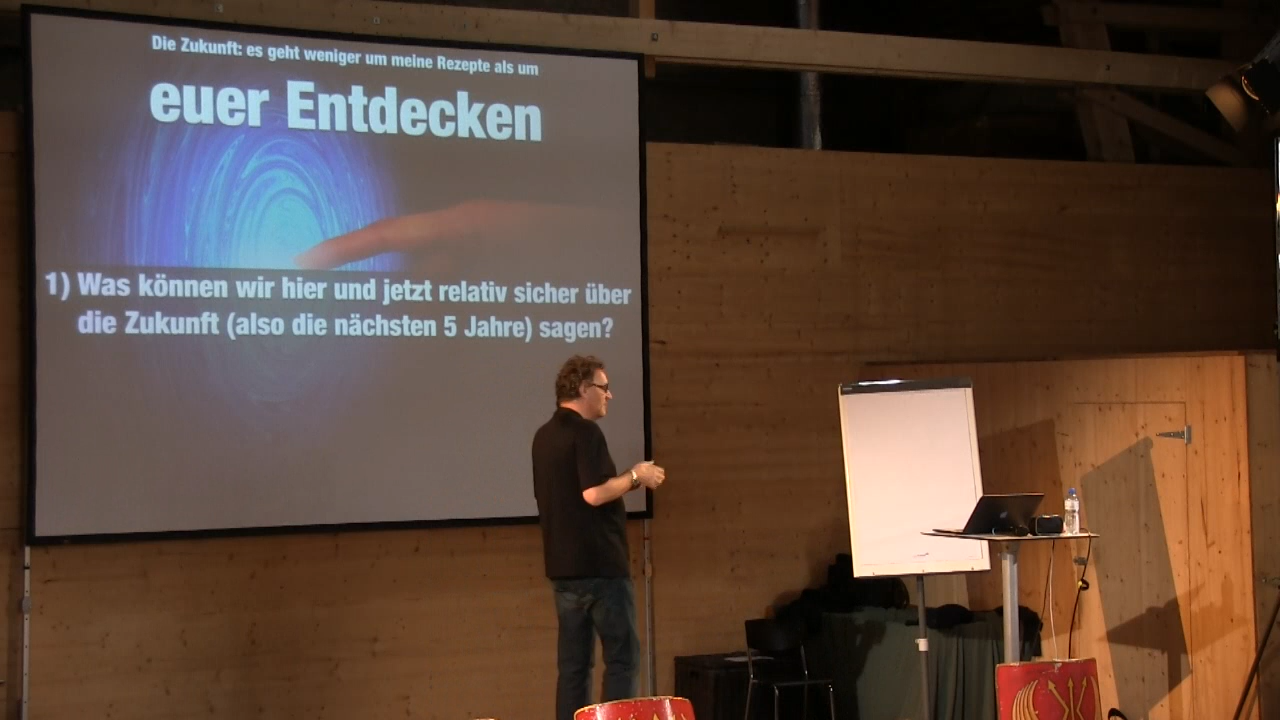 Die Zukunft: es geht weniger um meine Rezepte als um
euer Entdecken
1) Was können wir hier und jetzt relativ sicher über
die Zukunft (also die nächsten 5 Jahre) sagen?